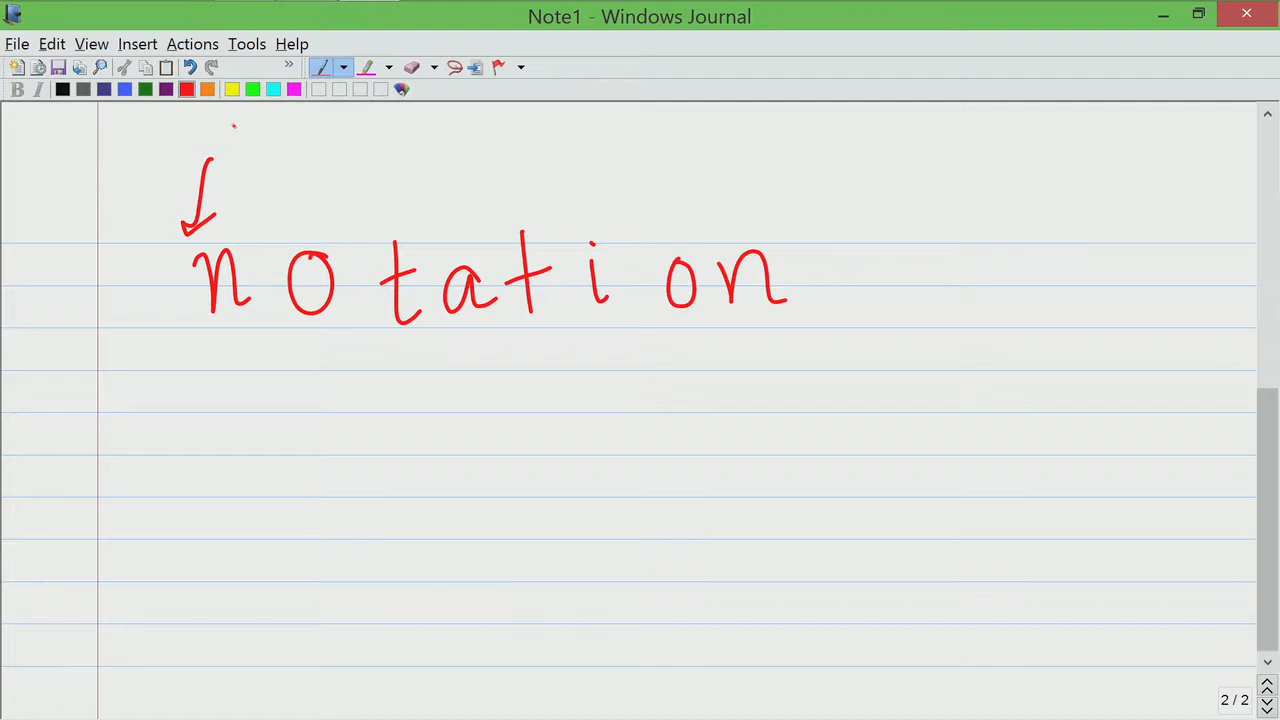 Note1 - Windows Journal
File Edit View Insert Actions Tools Help
B I
notation
2 / 2